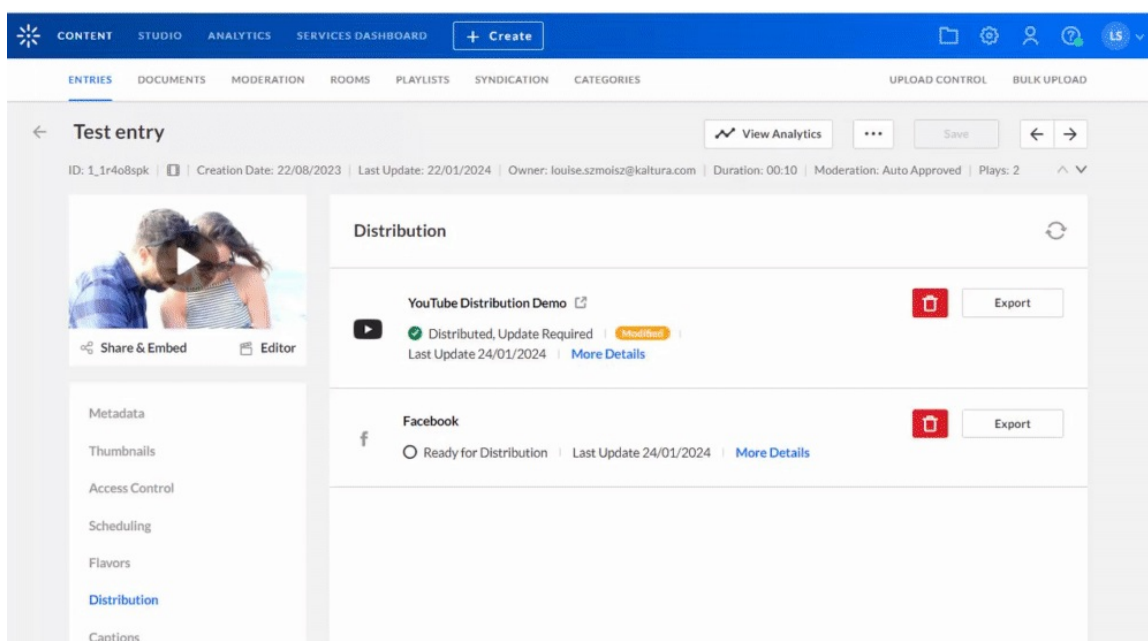 CONTENT STUDIO ANALYTICS SERVICES DASHBOARD + Create LS
ENTRIES DOCUMENTS MODERATION ROOMS PLAYLISTS SYNDICATION CATEGORIES UPLOAD CONTROL BULK UPLOAD
Test entry View Analytics ... Save
ID: 1_1r4o8spk | Creation Date: 22/08/2023 | Last Update: 22/01/2024 | Owner: louise.szmoisz@kaltura.com | Duration: 00:10 | Moderation: Auto Approved | Plays: 2
Share & Embed Editor
Metadata
Thumbnails
Access Control
Scheduling
Flavors
Distribution
Captions
Distribution
YouTube Distribution Demo Export
Distributed, Update Required | Modified |
Last Update 24/01/2024 | More Details
Facebook Export
Ready for Distribution | Last Update 24/01/2024 | More Details